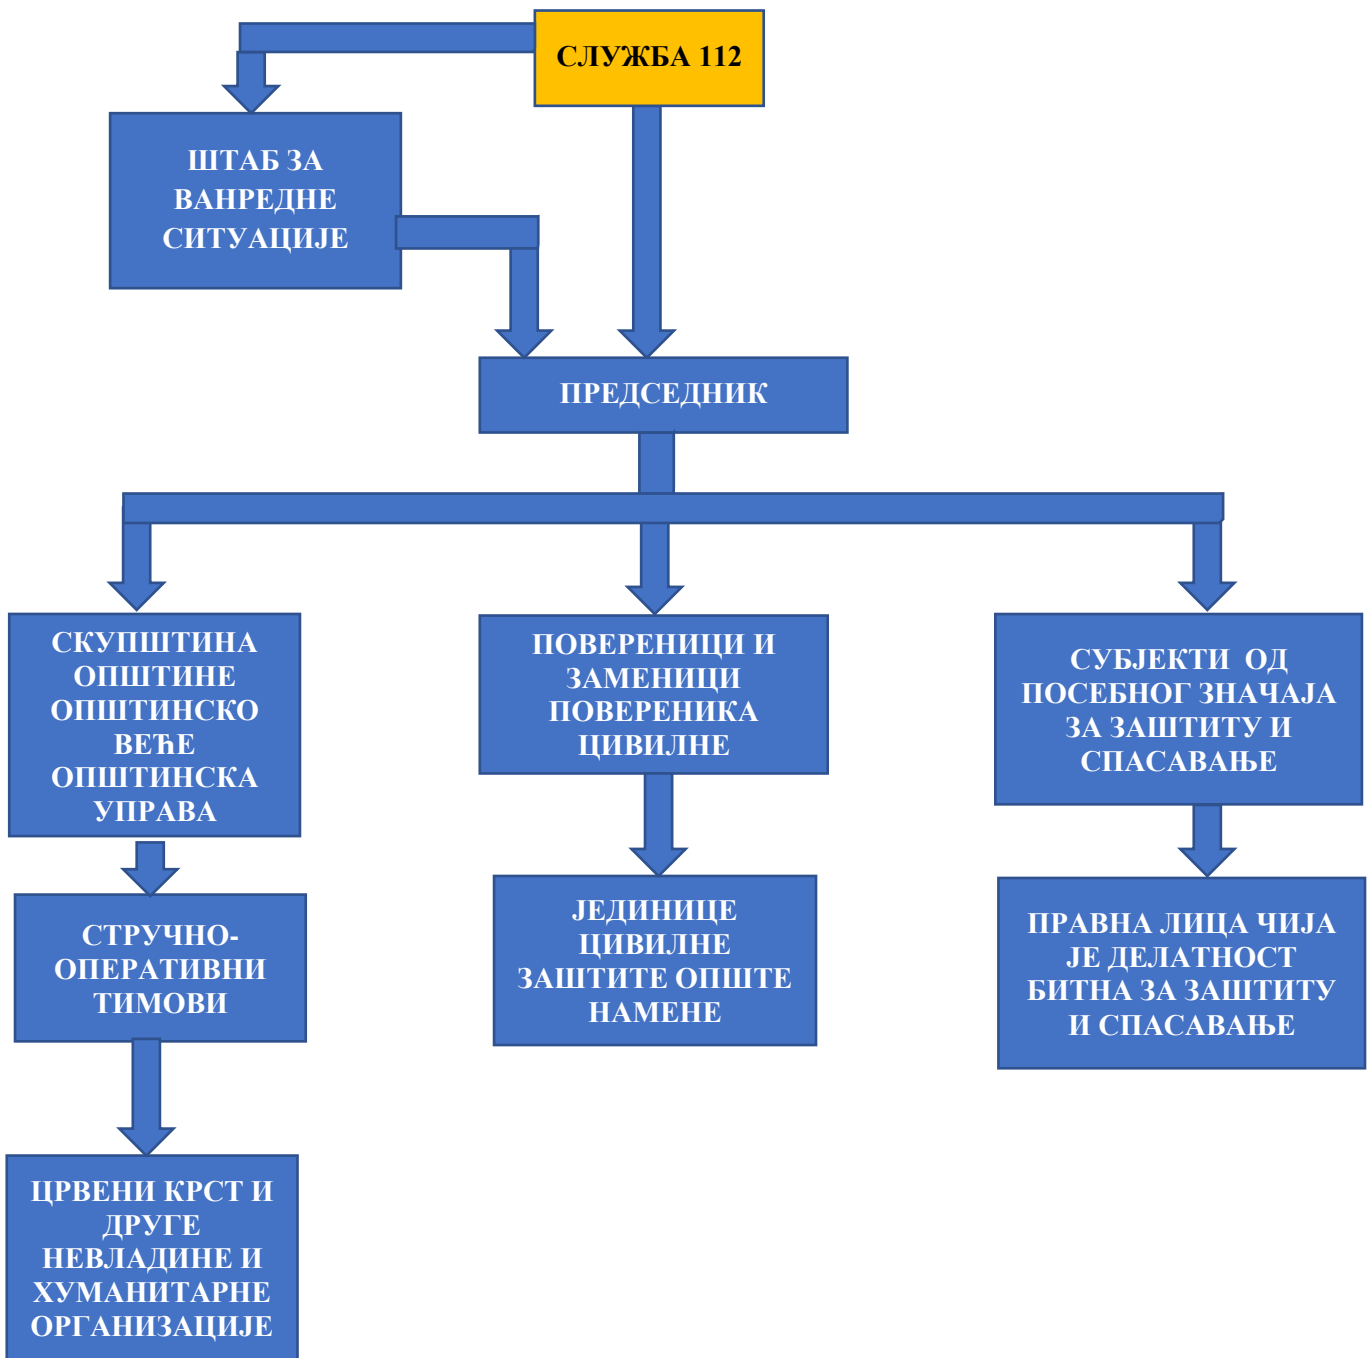 СЛУЖБА 112
ШТАБ ЗА
ВАНРЕДНЕ
СИТУАЦИЈЕ
ПРЕДСЕДНИК
СКУПШТИНА
ОПШТИНЕ
ОПШТИНСКО
ВЕЋЕ
ОПШТИНСКА
УПРАВА
ПОВЕРЕНИЦИ И
ЗАМЕНИЦИ
ПОВЕРЕНИКА
ЦИВИЛНЕ
СУБЈЕКТИ ОД
ПОСЕБНОГ ЗНАЧАЈА
ЗА ЗАШТИТУ И
СПАСАВАЊЕ
СТРУЧНО-
ОПЕРАТИВНИ
ТИМОВИ
ЈЕДИНИЦЕ
ЦИВИЛНЕ
ЗАШТИТЕ ОПШТЕ
НАМЕНЕ
ПРАВНА ЛИЦА ЧИЈА
ЈЕ ДЕЛАТНОСТ
БИТНА ЗА ЗАШТИТУ
И СПАСАВАЊЕ
ЦРВЕНИ КРСТ И
ДРУГЕ
НЕВЛАДИНЕ И
ХУМАНИТАРНЕ
ОРГАНИЗАЦИЈЕ